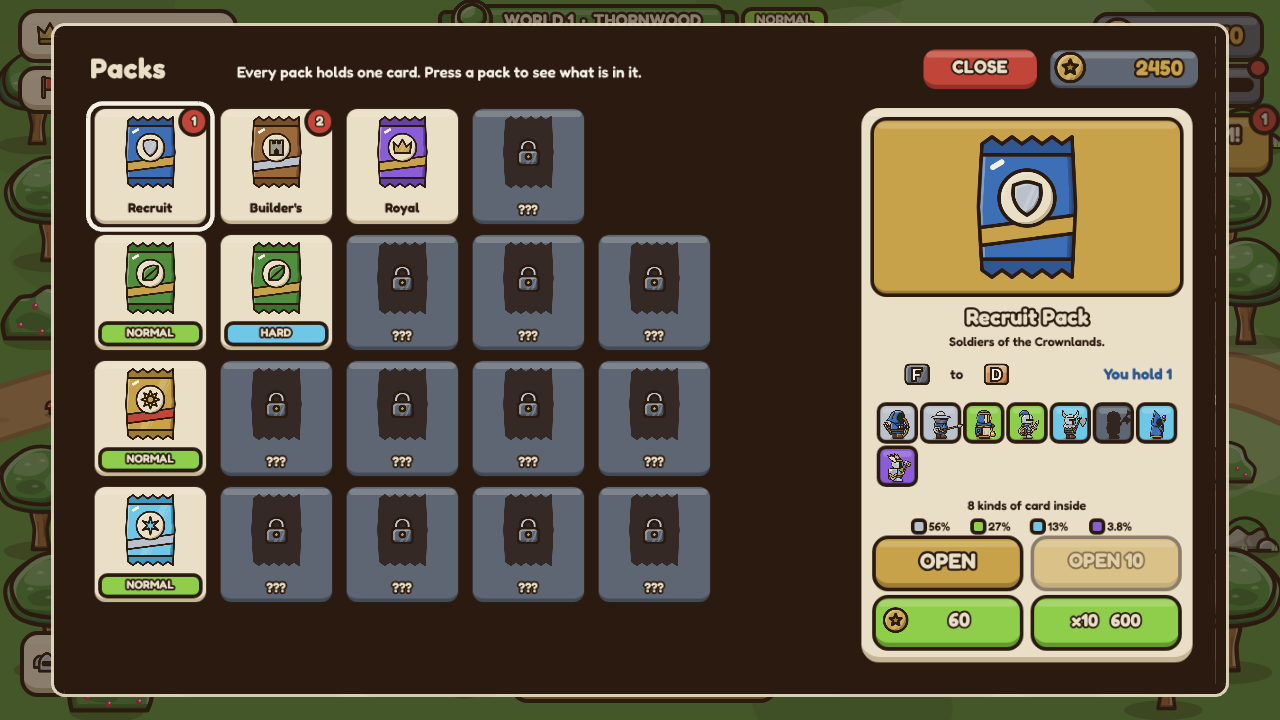 WORLD 1 · THORNWOOD
NORMAL
Packs
Every pack holds one card. Press a pack to see what is in it.
CLOSE
2450
1
2
1
Recruit
Builder's
Royal
???
NORMAL
HARD
???
???
???
NORMAL
???
???
???
???
NORMAL
???
???
???
???
Recruit Pack
Soldiers of the Crownlands.
F to D
You hold 1
8 kinds of card inside
56% 27% 13% 3.8%
OPEN
OPEN 10
60
x10 600